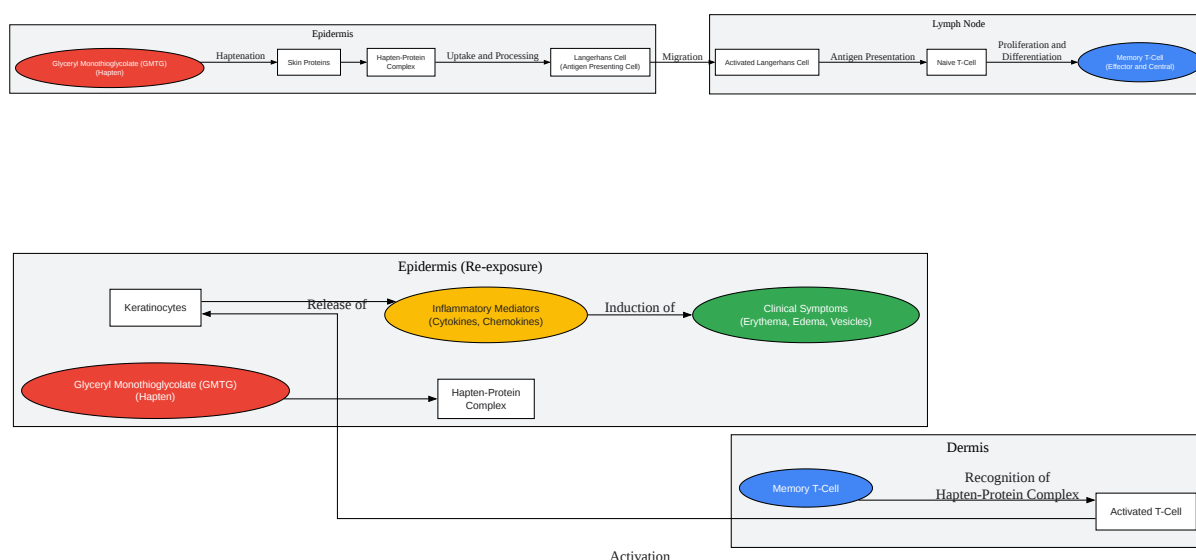 Epidermis
Glyceryl Monothioglycolate (GMTG)
(Hapten)
Haptenation
Skin Proteins
Hapten-Protein
Complex
Uptake and Processing
Langerhans Cell
(Antigen Presenting Cell)
Migration
Lymph Node
Activated Langerhans Cell
Antigen Presentation
Naive T-Cell
Proliferation and
Differentiation
Memory T-Cell
(Effector and Central)
Epidermis (Re-exposure)
Keratinocytes
Release of
Inflammatory Mediators
(Cytokines, Chemokines)
Induction of
Clinical Symptoms
(Erythema, Edema, Vesicles)
Glyceryl Monothioglycolate (GMTG)
(Hapten)
Hapten-Protein
Complex
Dermis
Memory T-Cell
Recognition of
Hapten-Protein Complex
Activated T-Cell
Activation